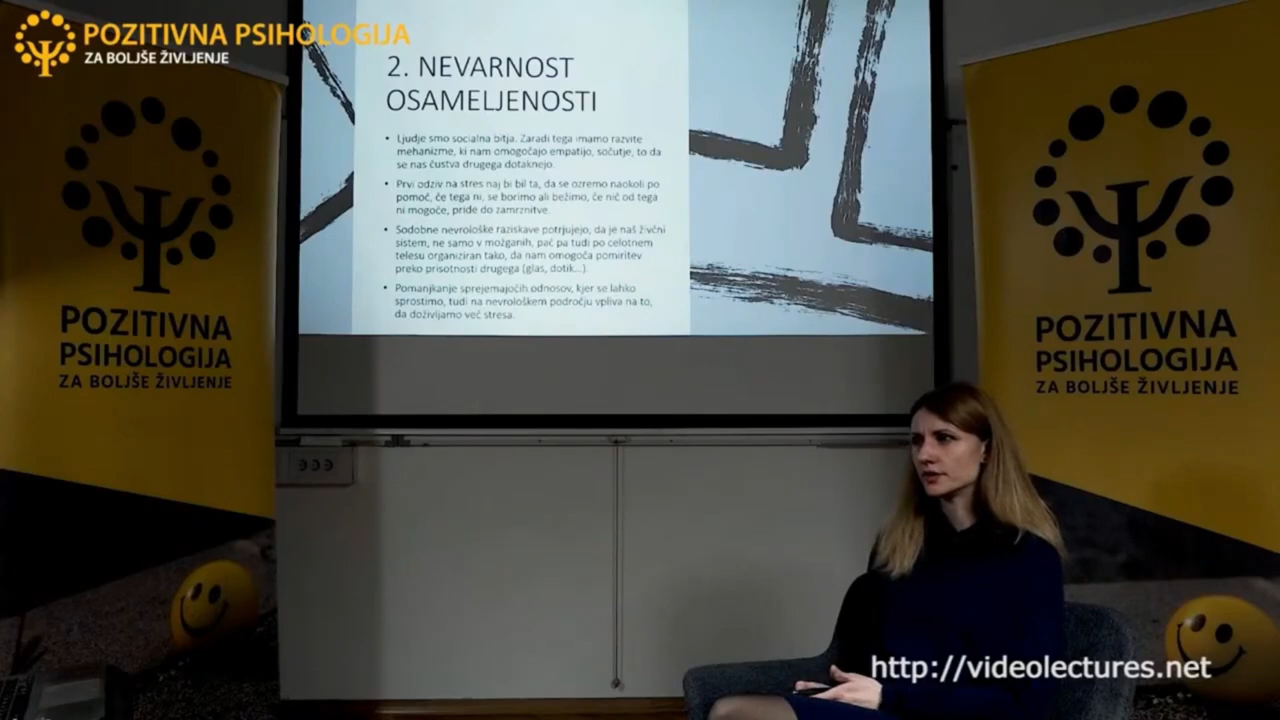 POZITIVNA PSIHOLOGIJA
ZA BOLJŠE ŽIVLJENJE
2. NEVARNOST
OSAMELJENOSTI
• Ljudje smo socialna bitja. Zaradi tega imamo razvite
mehanizme, ki nam omogočajo empatijo, sočutje, to da
se nas čustva drugega dotaknejo.
• Prvi odziv na stres naj bi bil ta, da se ozremo naokoli po
pomoč, če tega ni, se borimo ali bežimo, če nič od tega
ni mogoče, pride do zamrznitve.
• Sodobne nevrološke raziskave potrjujejo, da je naš živčni
sistem, ne samo v možganih, pač pa tudi po celotnem
telesu organiziran tako, da nam omogoča pomiritev
preko prisotnosti drugega (glas, dotik...).
• Pomanjkanje sprejemajočih odnosov, kjer se lahko
sprostimo, tudi na nevrološkem področju vpliva na to,
da doživljamo več stresa.
POZITIVNA
PSIHOLOGIJA
ZA BOLJŠE ŽIVLJENJE
POZITIVNA
PSIHOLOGIJA
ZA BOLJŠE ŽIVLJENJE
http://videolectures.net